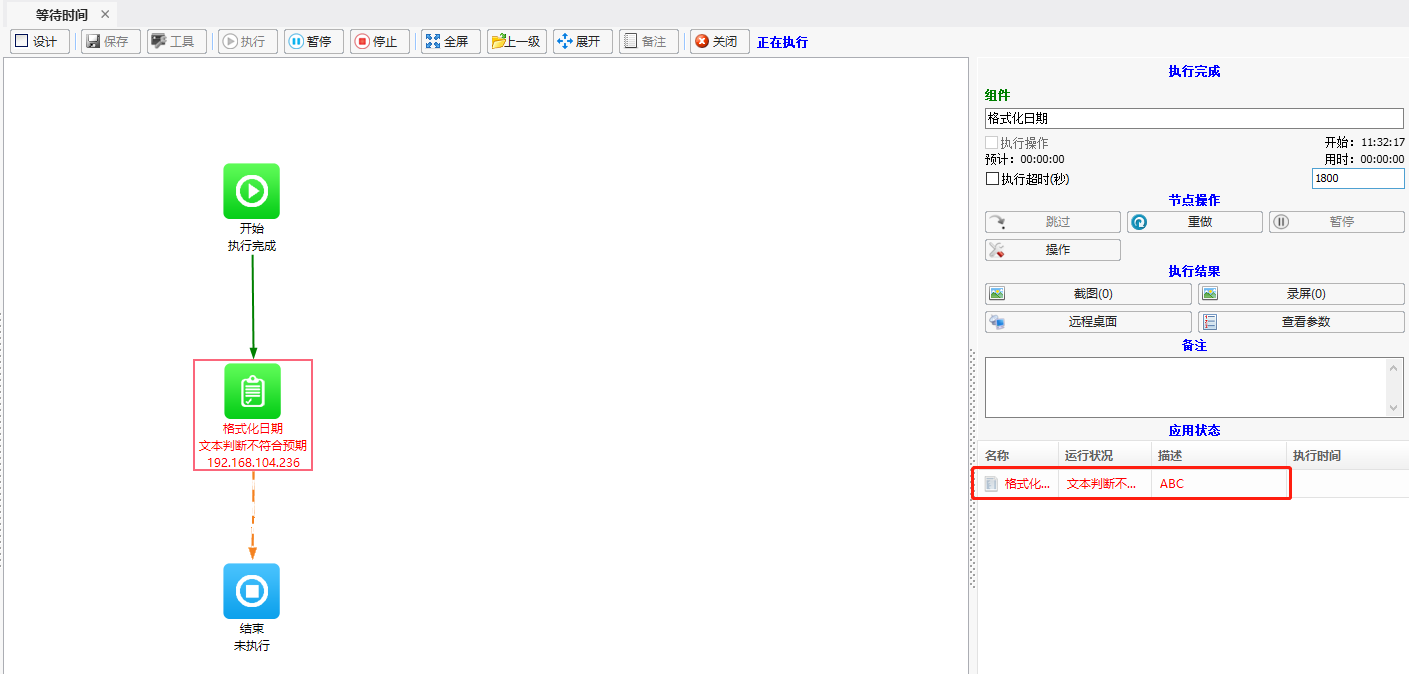 等待时间
设计 保存 工具 执行 暂停 停止 全屏 上一级 展开 备注 关闭 正在执行
开始
执行完成
格式化日期
文本判断不符合预期
192.168.104.236
结束
未执行
执行完成
组件
格式化日期
执行操作 开始: 11:32:17
预计: 00:00:00 用时: 00:00:00
执行超时(秒) 1800
节点操作
跳过 重做 暂停
操作
执行结果
截图(0) 录屏(0)
远程桌面 查看参数
备注
应用状态
名称 运行状况 描述 执行时间
格式化... 文本判断不... ABC